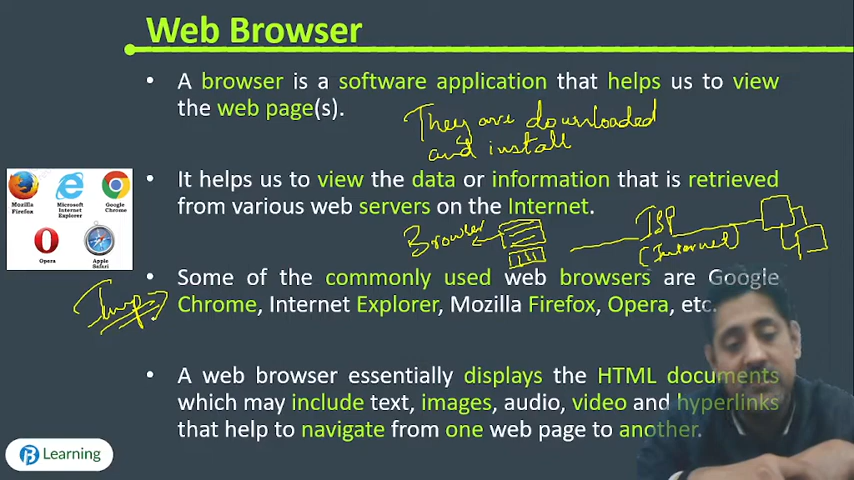 Web Browser
• A browser is a software application that helps us to view
the web page(s).
They are downloaded
and install
• It helps us to view the data or information that is retrieved
from various web servers on the Internet.
Browser
ISP
(Internet)
Mozilla
Firefox
Microsoft
Internet
Explorer
Google
Chrome
Opera
Apple
Safari
Imp
• Some of the commonly used web browsers are Google
Chrome, Internet Explorer, Mozilla Firefox, Opera, etc.
• A web browser essentially displays the HTML documents
which may include text, images, audio, video and hyperlinks
that help to navigate from one web page to another.
Learning